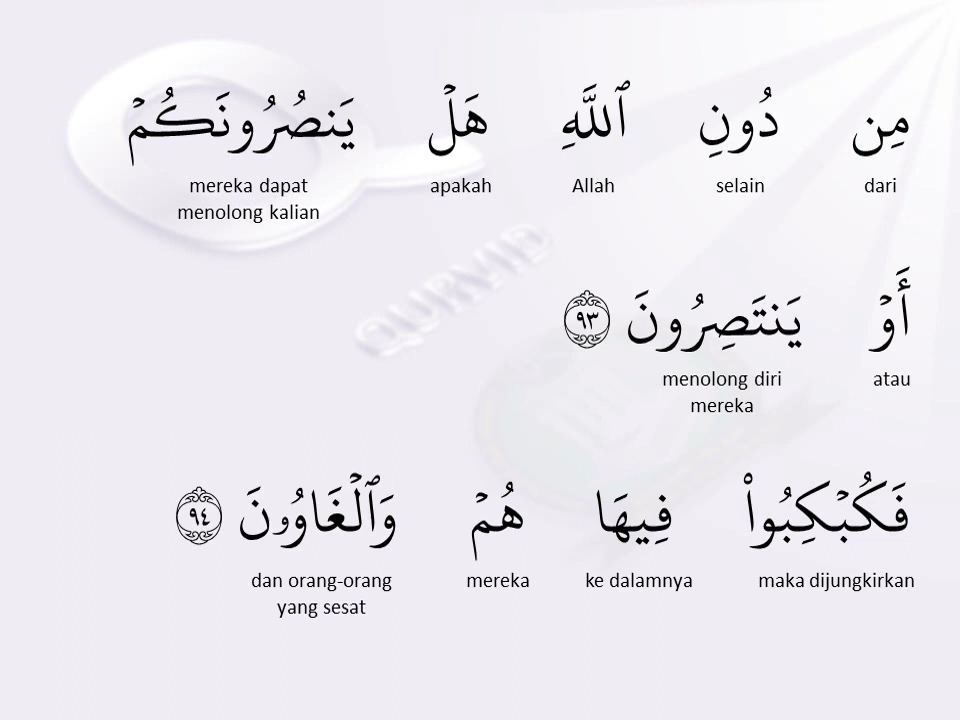 مِن دُونِ ٱللَّهِ هَلۡ يَنصُرُونَكُمۡ
dari selain Allah apakah mereka dapat
menolong kalian
أَوۡ يَنتَصِرُونَ ٩٣
atau menolong diri
mereka
فَكُبۡكِبُواْ فِيهَا هُمۡ وَٱلۡغَاوُۥنَ ٩٤
maka dijungkirkan ke dalamnya mereka dan orang-orang
yang sesat
QURVID